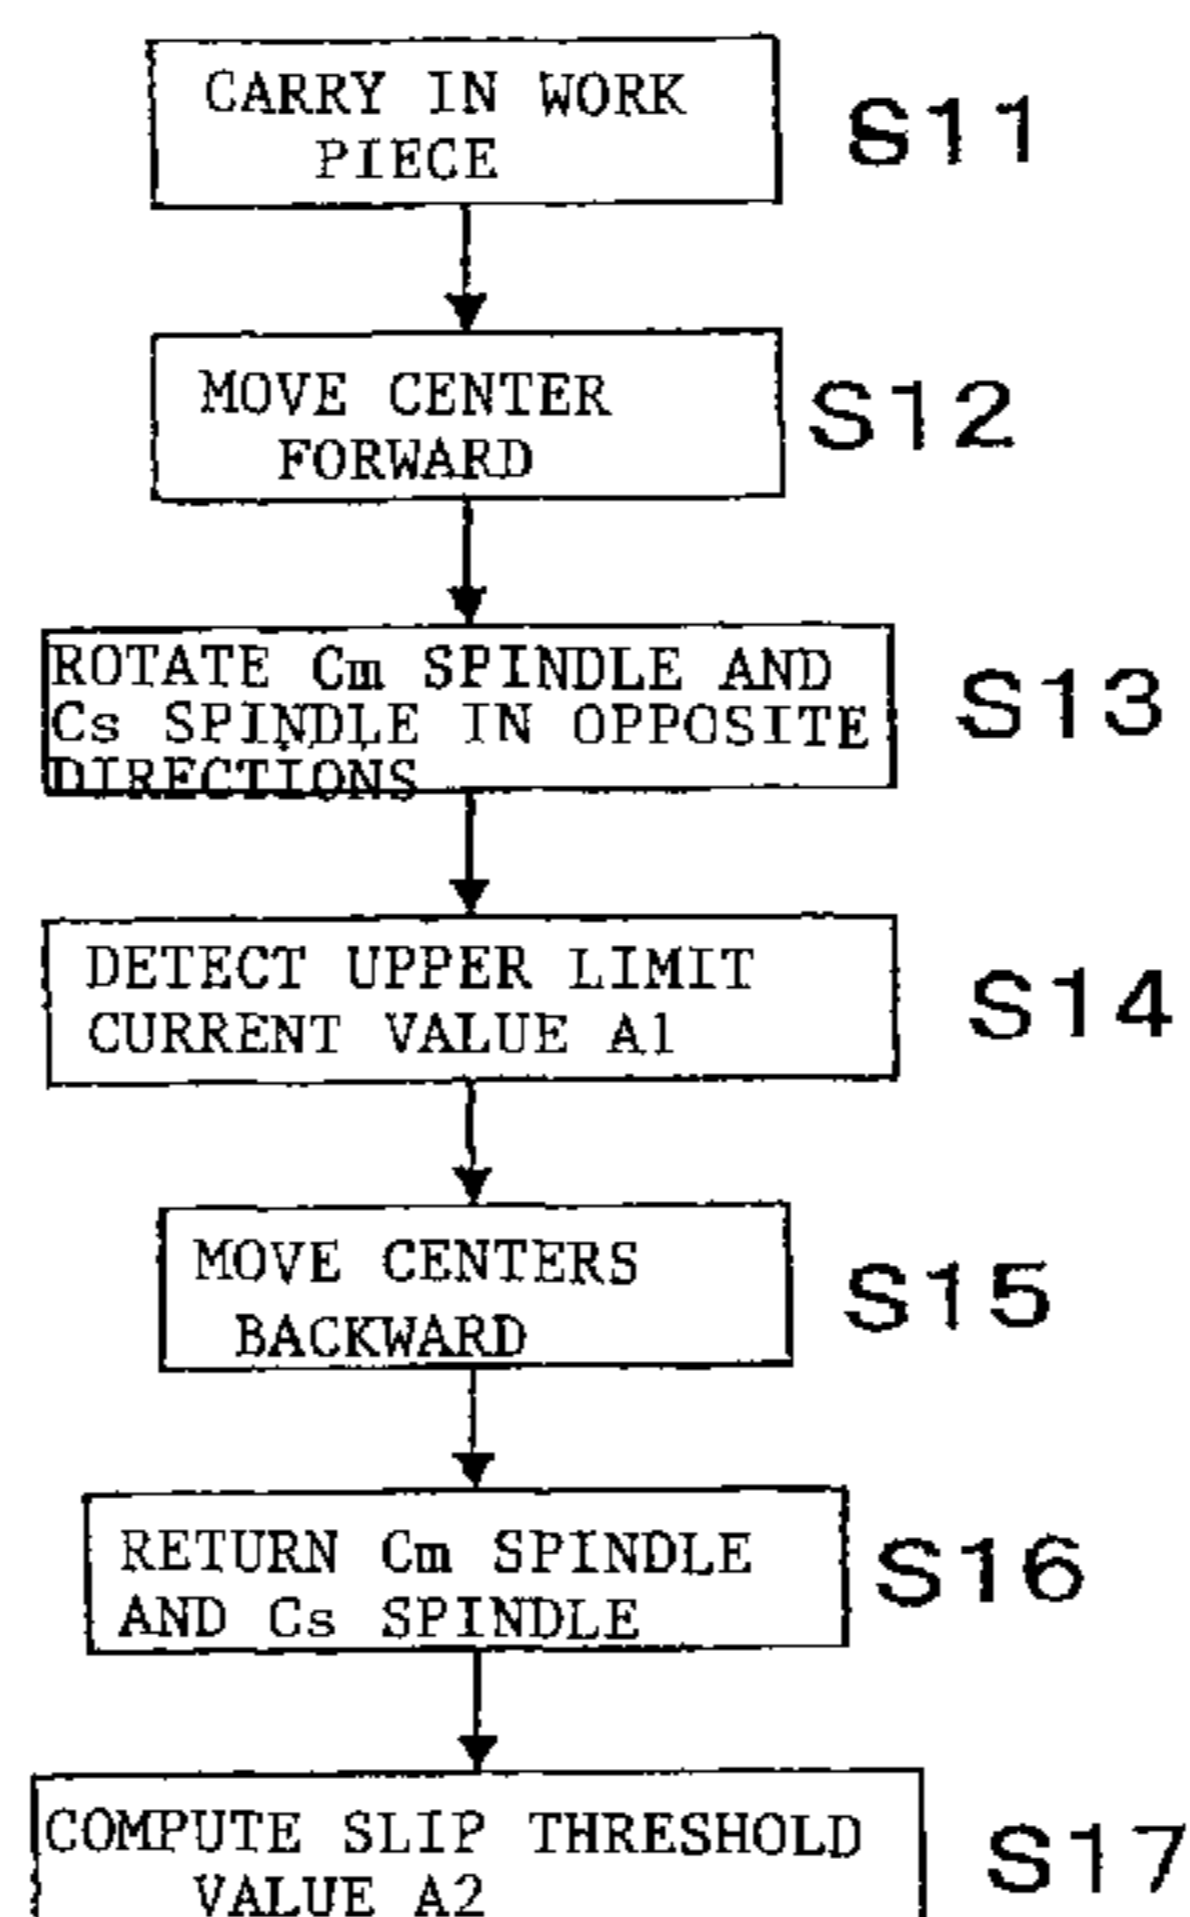 CARRY IN WORK
PIECE
S11
MOVE CENTER
FORWARD
S12
ROTATE Cm SPINDLE AND
Cs SPINDLE IN OPPOSITE
DIRECTIONS
S13
DETECT UPPER LIMIT
CURRENT VALUE A1
S14
MOVE CENTERS
BACKWARD
S15
RETURN Cm SPINDLE
AND Cs SPINDLE
S16
COMPUTE SLIP THRESHOLD
VALUE A2
S17